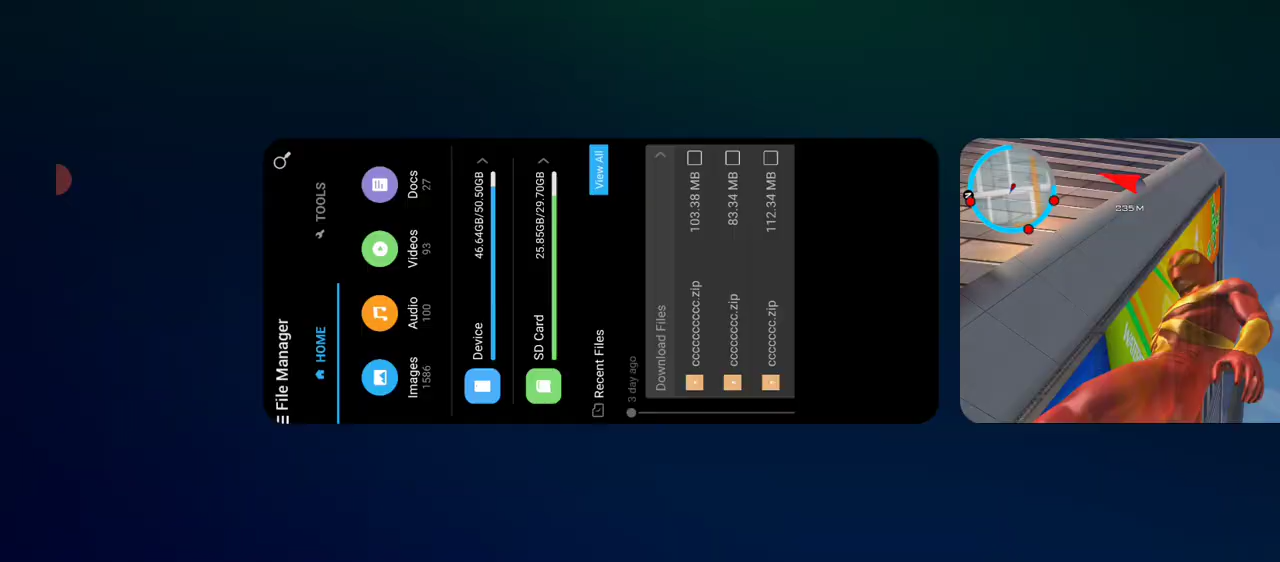 File Manager
HOME
TOOLS
Images
1586
Audio
100
Videos
93
Docs
27
Device
46.64GB/50.50GB
SD Card
25.85GB/29.70GB
Recent Files
View All
3 day ago
Download Files
cccccccccc.zip
103.38 MB
cccccccc.zip
83.34 MB
ccccccc.zip
112.34 MB
N
235 M